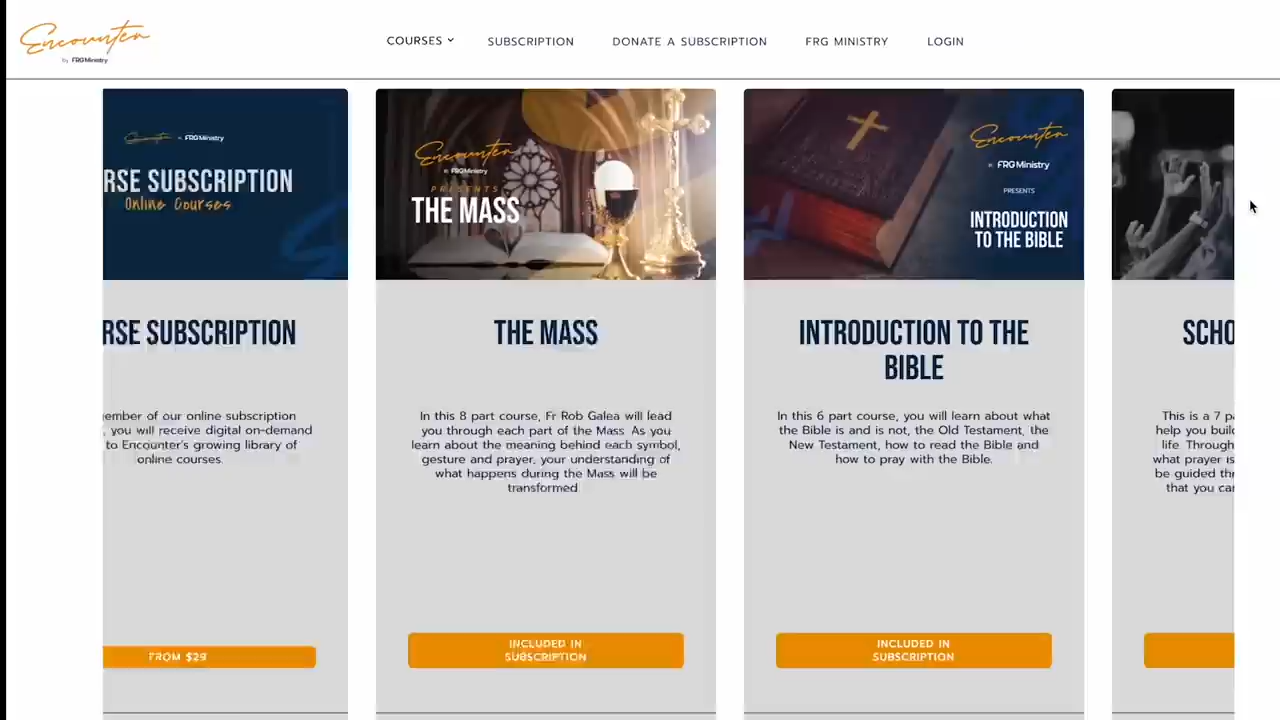 Encounter
by FRG Ministry
COURSES
SUBSCRIPTION
DONATE A SUBSCRIPTION
FRG MINISTRY
LOGIN
Encounter by FRG Ministry
RSE SUBSCRIPTION
Online Courses
RSE SUBSCRIPTION
ember of our online subscription
, you will receive digital on-demand
to Encounter's growing library of
online courses.
FROM $29
Encounter
by FRG Ministry
PRESENTS
THE MASS
THE MASS
In this 8 part course, Fr Rob Galea will lead
you through each part of the Mass. As you
learn about the meaning behind each symbol,
gesture and prayer, your understanding of
what happens during the Mass will be
transformed.
INCLUDED IN
SUBSCRIPTION
Encounter
by FRG Ministry
PRESENTS
INTRODUCTION
TO THE BIBLE
INTRODUCTION TO THE
BIBLE
In this 6 part course, you will learn about what
the Bible is and is not, the Old Testament, the
New Testament, how to read the Bible and
how to pray with the Bible.
INCLUDED IN
SUBSCRIPTION
SCHO
This is a 7 pa
help you build
life. Through
what prayer is
be guided thr
that you can